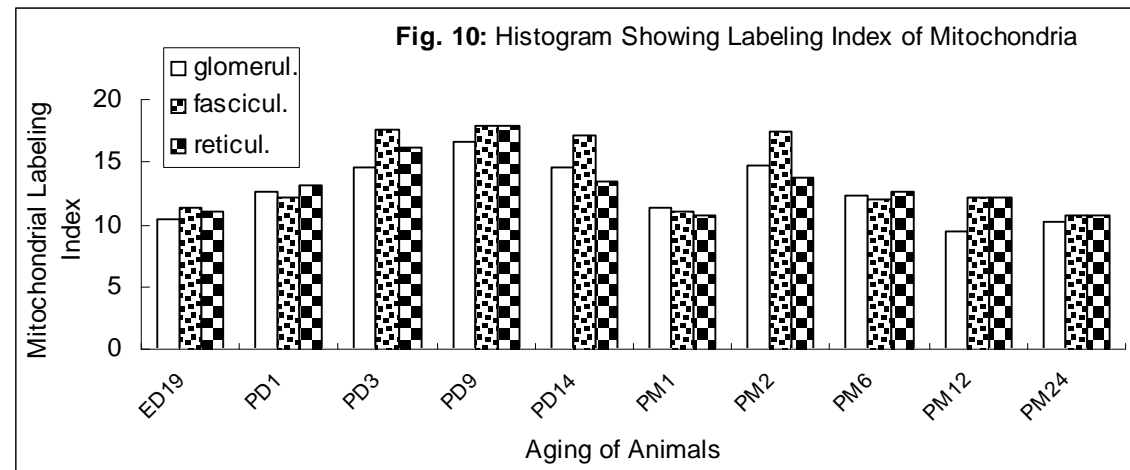 Fig. 10: Histogram Showing Labeling Index of Mitochondria
glomerul.
fascicul.
reticul.
Mitochondrial Labeling
Index
20
15
10
5
0
ED19
PD1
PD3
PD9
PD14
PM1
PM2
PM6
PM12
PM24
Aging of Animals